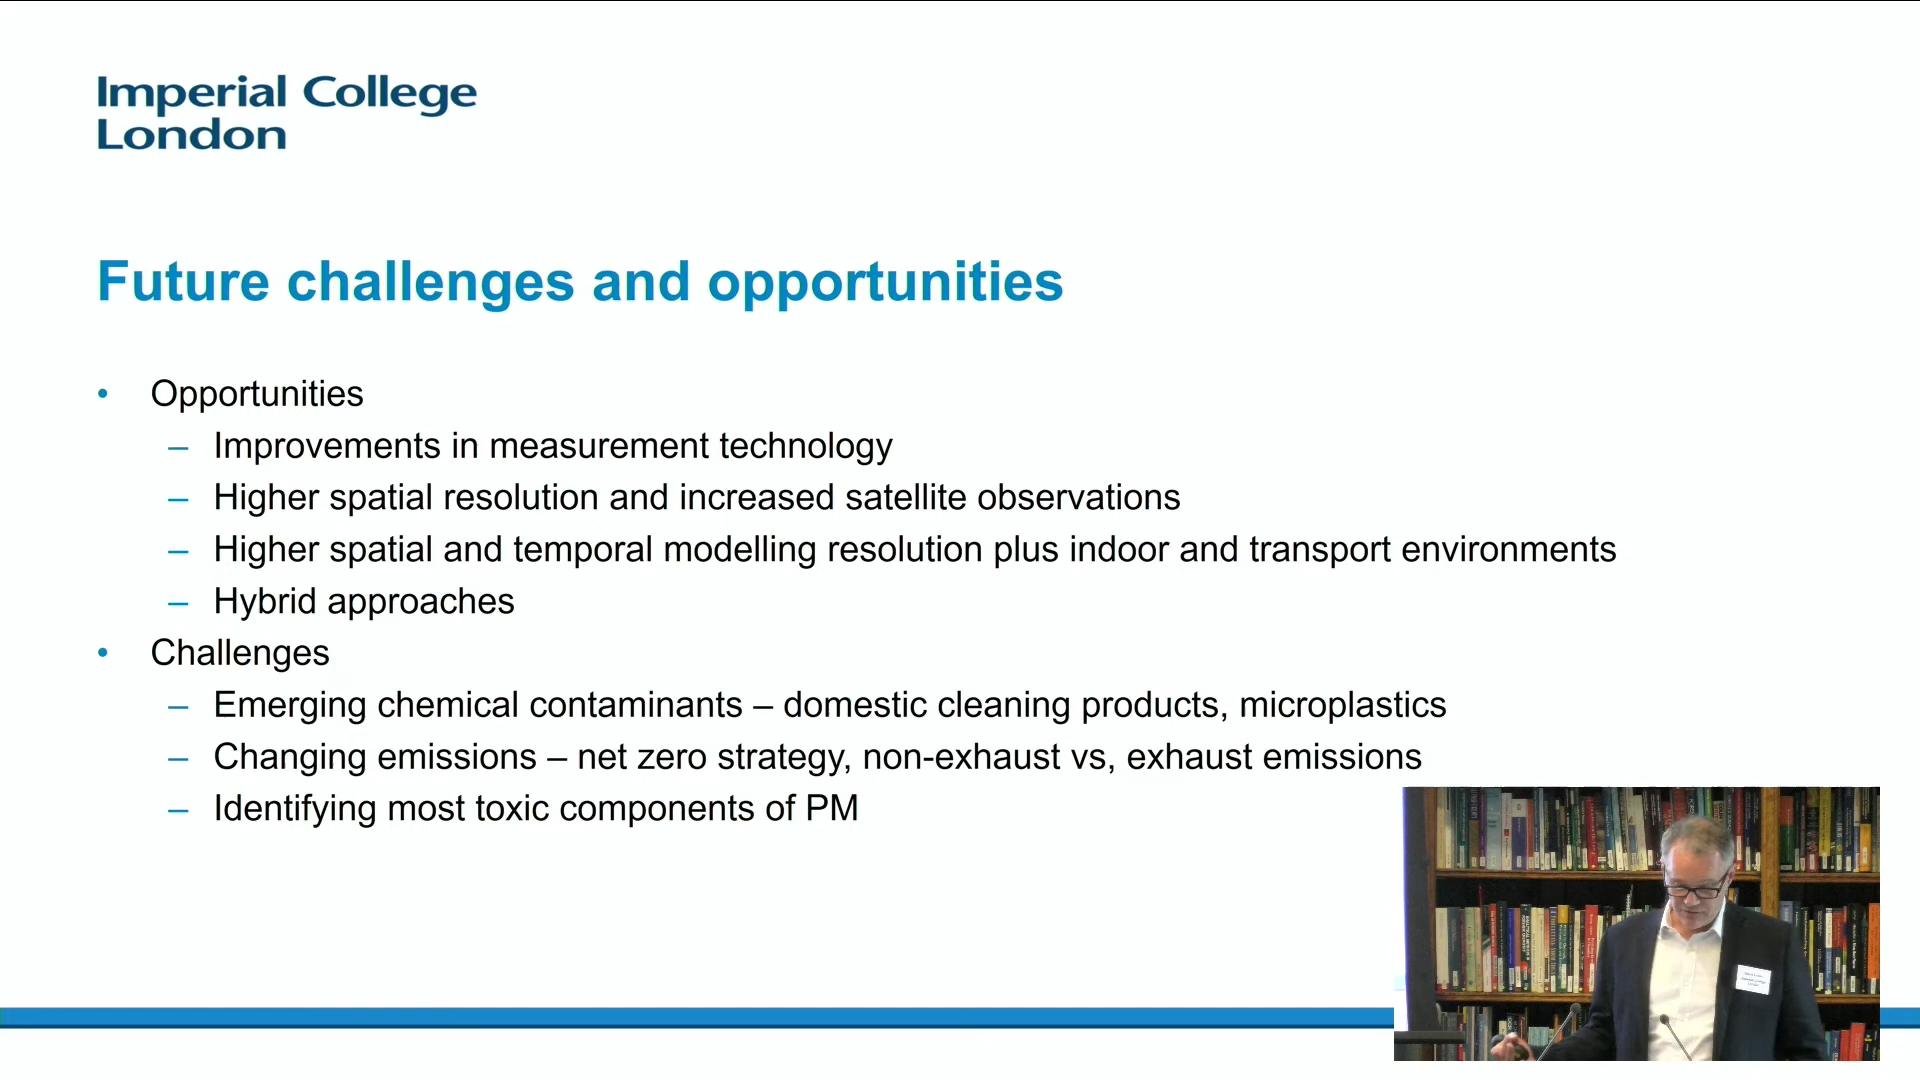 Imperial College
London
Future challenges and opportunities
• Opportunities
– Improvements in measurement technology
– Higher spatial resolution and increased satellite observations
– Higher spatial and temporal modelling resolution plus indoor and transport environments
– Hybrid approaches
• Challenges
– Emerging chemical contaminants – domestic cleaning products, microplastics
– Changing emissions – net zero strategy, non-exhaust vs, exhaust emissions
– Identifying most toxic components of PM